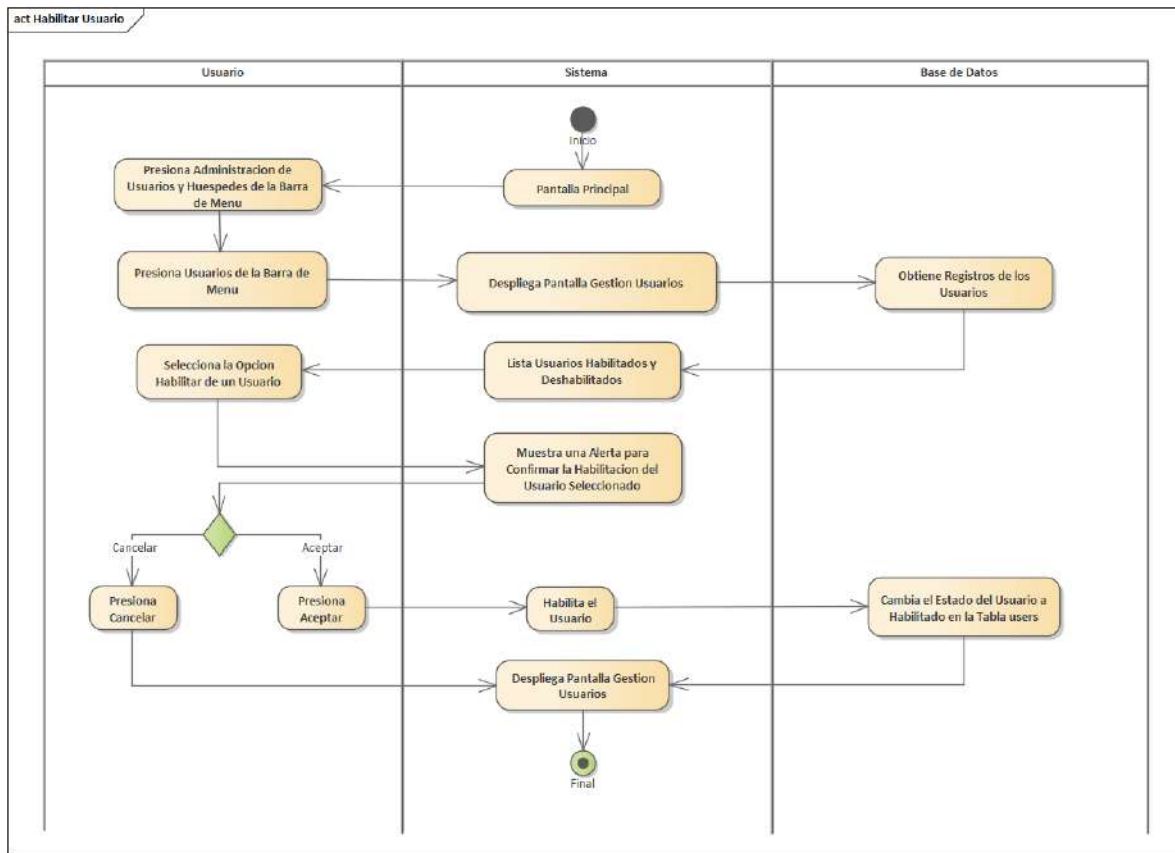 act Habilitar Usuario
Usuario
Sistema
Base de Datos
Inicio
Presiona Administracion de
Usuarios y Huespedes de la Barra
de Menu
Pantalla Principal
Presiona Usuarios de la Barra de
Menu
Despliega Pantalla Gestion Usuarios
Obtiene Registros de los
Usuarios
Selecciona la Opcion
Habilitar de un Usuario
Lista Usuarios Habilitados y
Deshabilitados
Muestra una Alerta para
Confirmar la Habilitacion del
Usuario Seleccionado
Cancelar
Aceptar
Presiona
Cancelar
Presiona
Aceptar
Habilita el
Usuario
Cambia el Estado del Usuario a
Habilitado en la Tabla users
Despliega Pantalla Gestion
Usuarios
Final